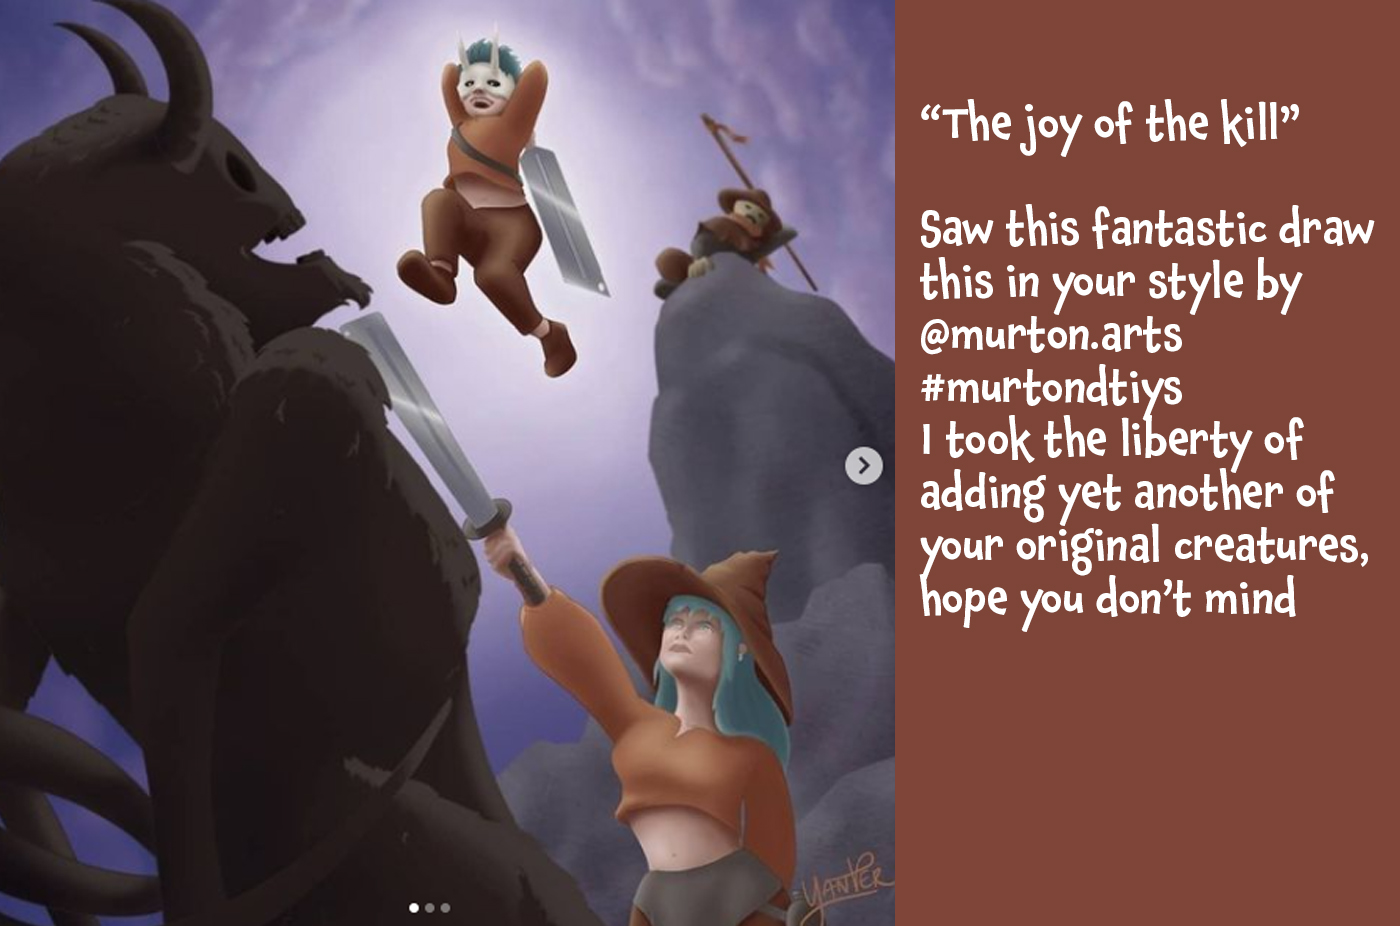 “The joy of the kill”
Saw this fantastic draw
this in your style by
@murton.arts
#murtondtiys
I took the liberty of
adding yet another of
your original creatures,
hope you don’t mind
YANVER